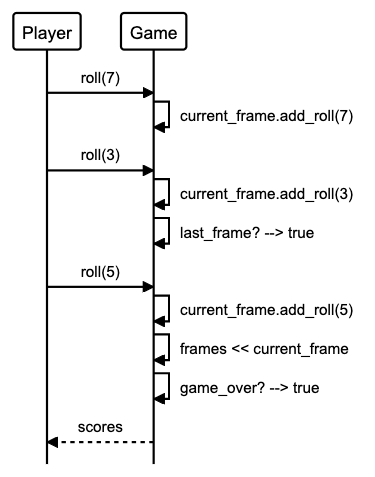 Player
Game
roll(7)
current_frame.add_roll(7)
roll(3)
current_frame.add_roll(3)
last_frame? --> true
roll(5)
current_frame.add_roll(5)
frames << current_frame
game_over? --> true
scores